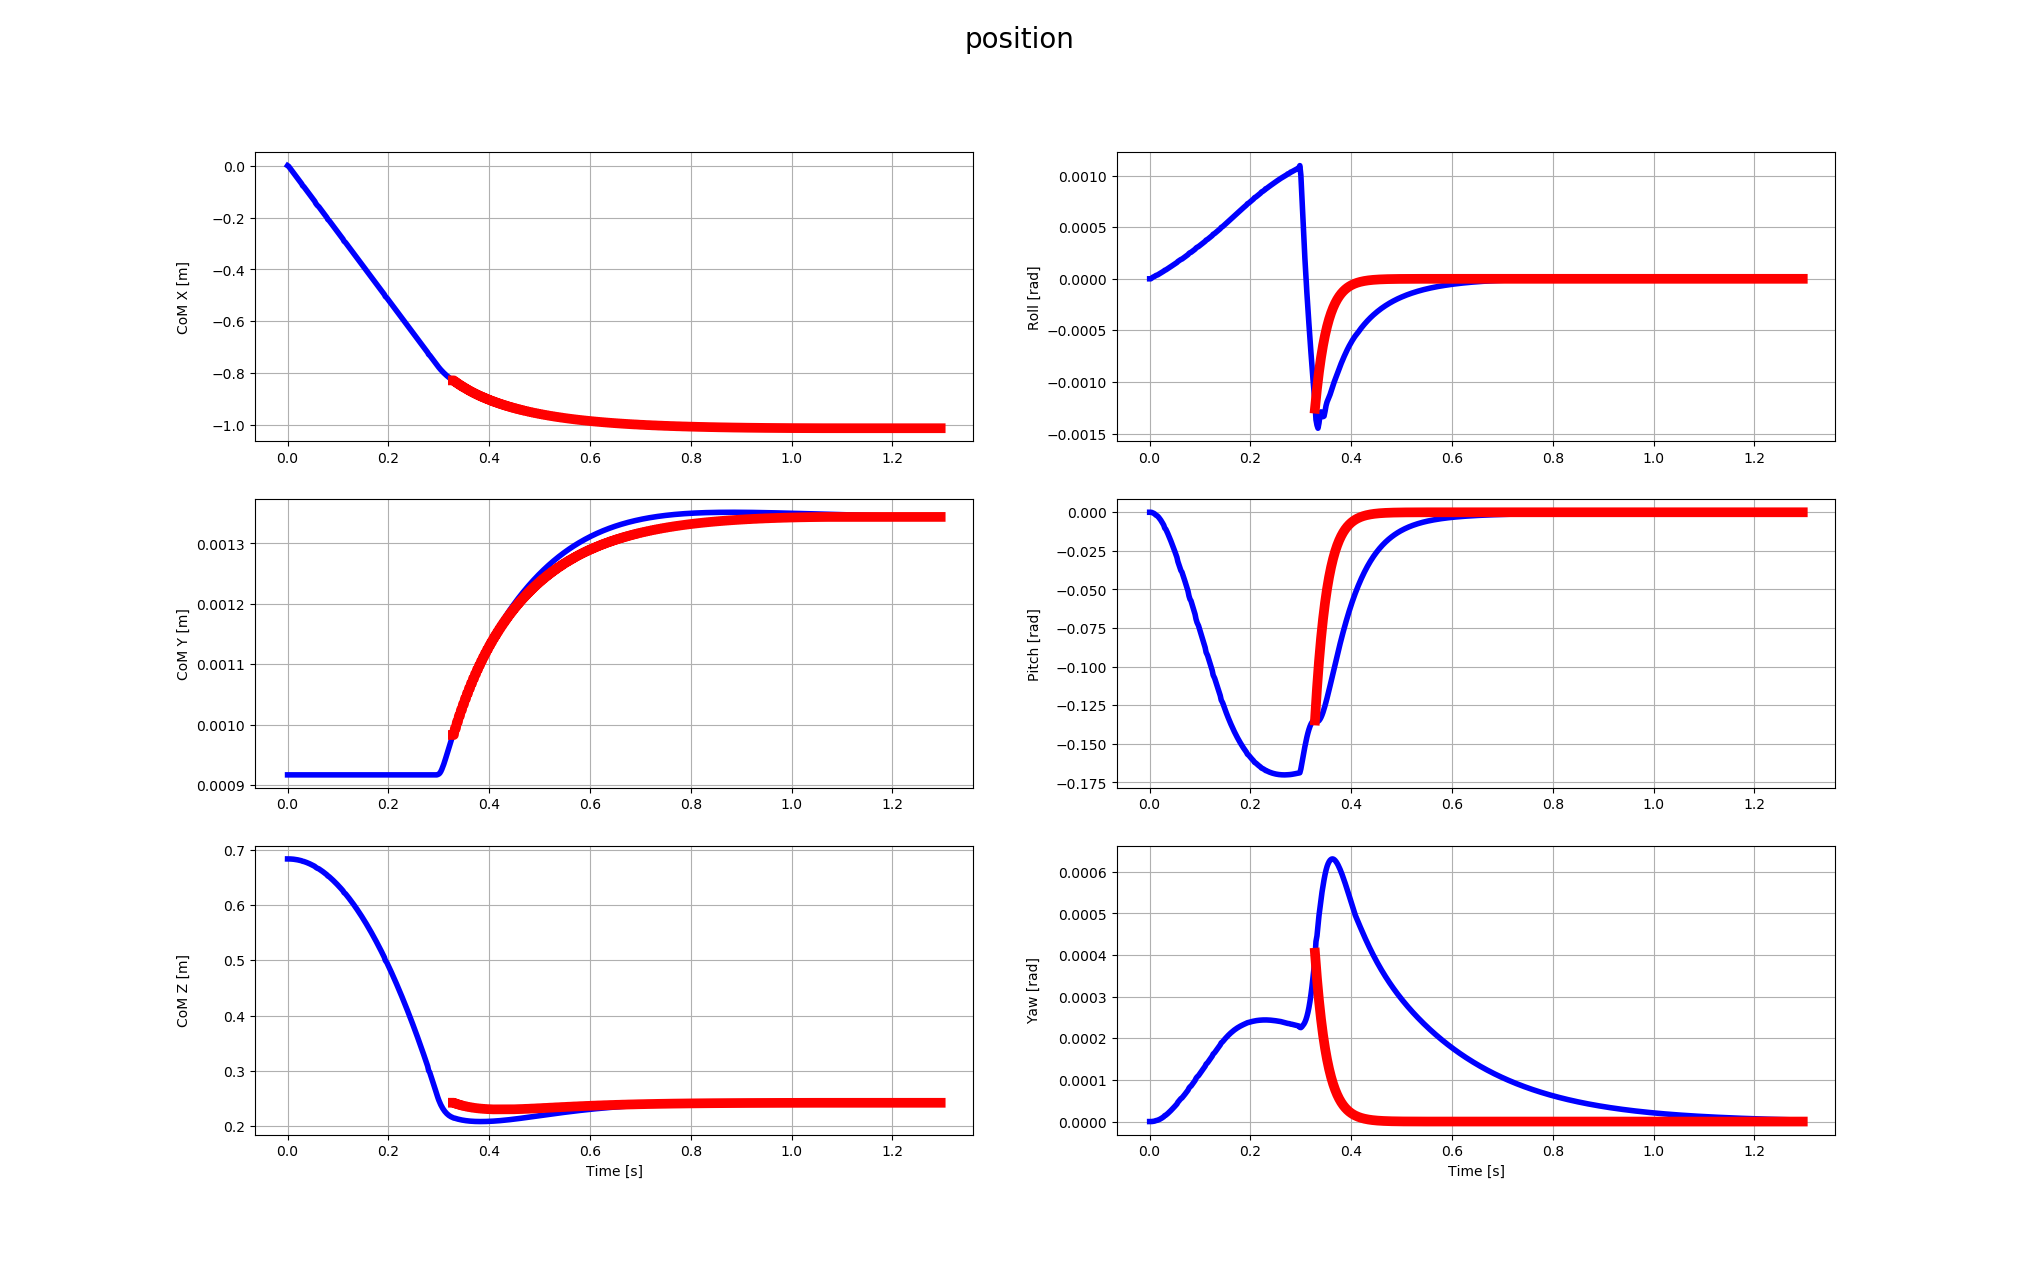 position
CoM X [m]
0.0
−0.2
−0.4
−0.6
−0.8
−1.0
0.0 0.2 0.4 0.6 0.8 1.0 1.2
Roll [rad]
0.0010
0.0005
0.0000
−0.0005
−0.0010
−0.0015
0.0 0.2 0.4 0.6 0.8 1.0 1.2
CoM Y [m]
0.0013
0.0012
0.0011
0.0010
0.0009
0.0 0.2 0.4 0.6 0.8 1.0 1.2
Pitch [rad]
0.000
−0.025
−0.050
−0.075
−0.100
−0.125
−0.150
−0.175
0.0 0.2 0.4 0.6 0.8 1.0 1.2
CoM Z [m]
0.7
0.6
0.5
0.4
0.3
0.2
0.0 0.2 0.4 0.6 0.8 1.0 1.2
Time [s]
Yaw [rad]
0.0006
0.0005
0.0004
0.0003
0.0002
0.0001
0.0000
0.0 0.2 0.4 0.6 0.8 1.0 1.2
Time [s]